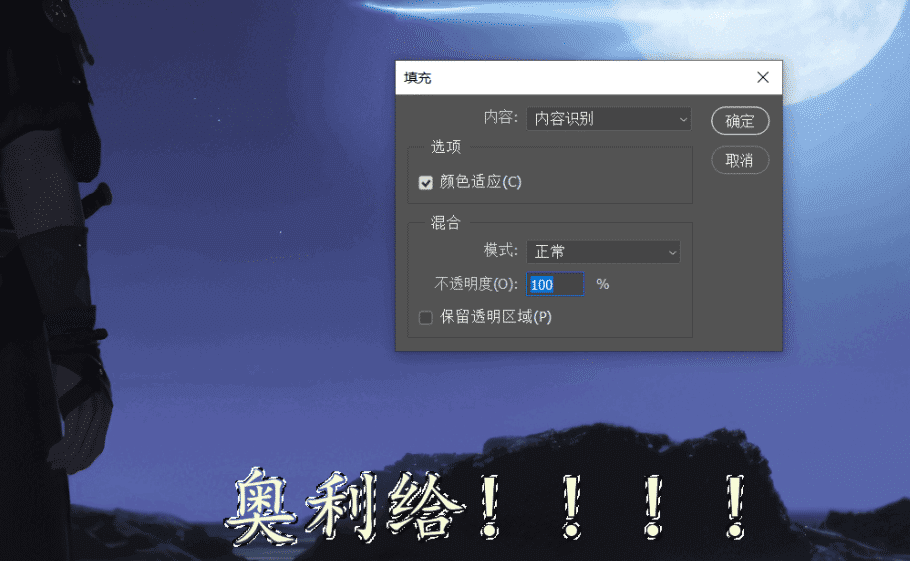 填充
内容: 内容识别
确定
选项
取消
颜色适应(C)
混合
模式: 正常
不透明度(O): 100 %
保留透明区域(P)
奥利给！！！！